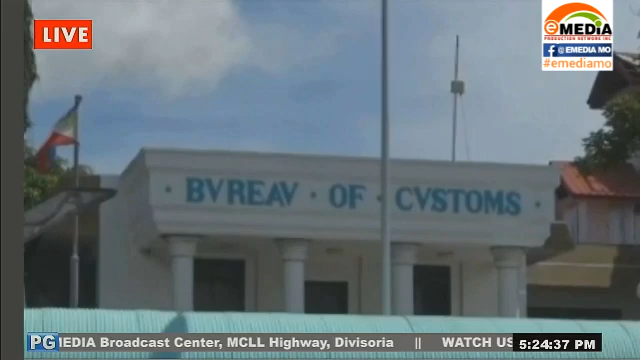 LIVE
eMEDIA
PRODUCTION NETWORK INC
f @EMEDIA MO
#emediamo
· BVREAV · OF · CVSTOMS ·
PG
MEDIA Broadcast Center, MCLL Highway, Divisoria || WATCH US
5:24:37 PM